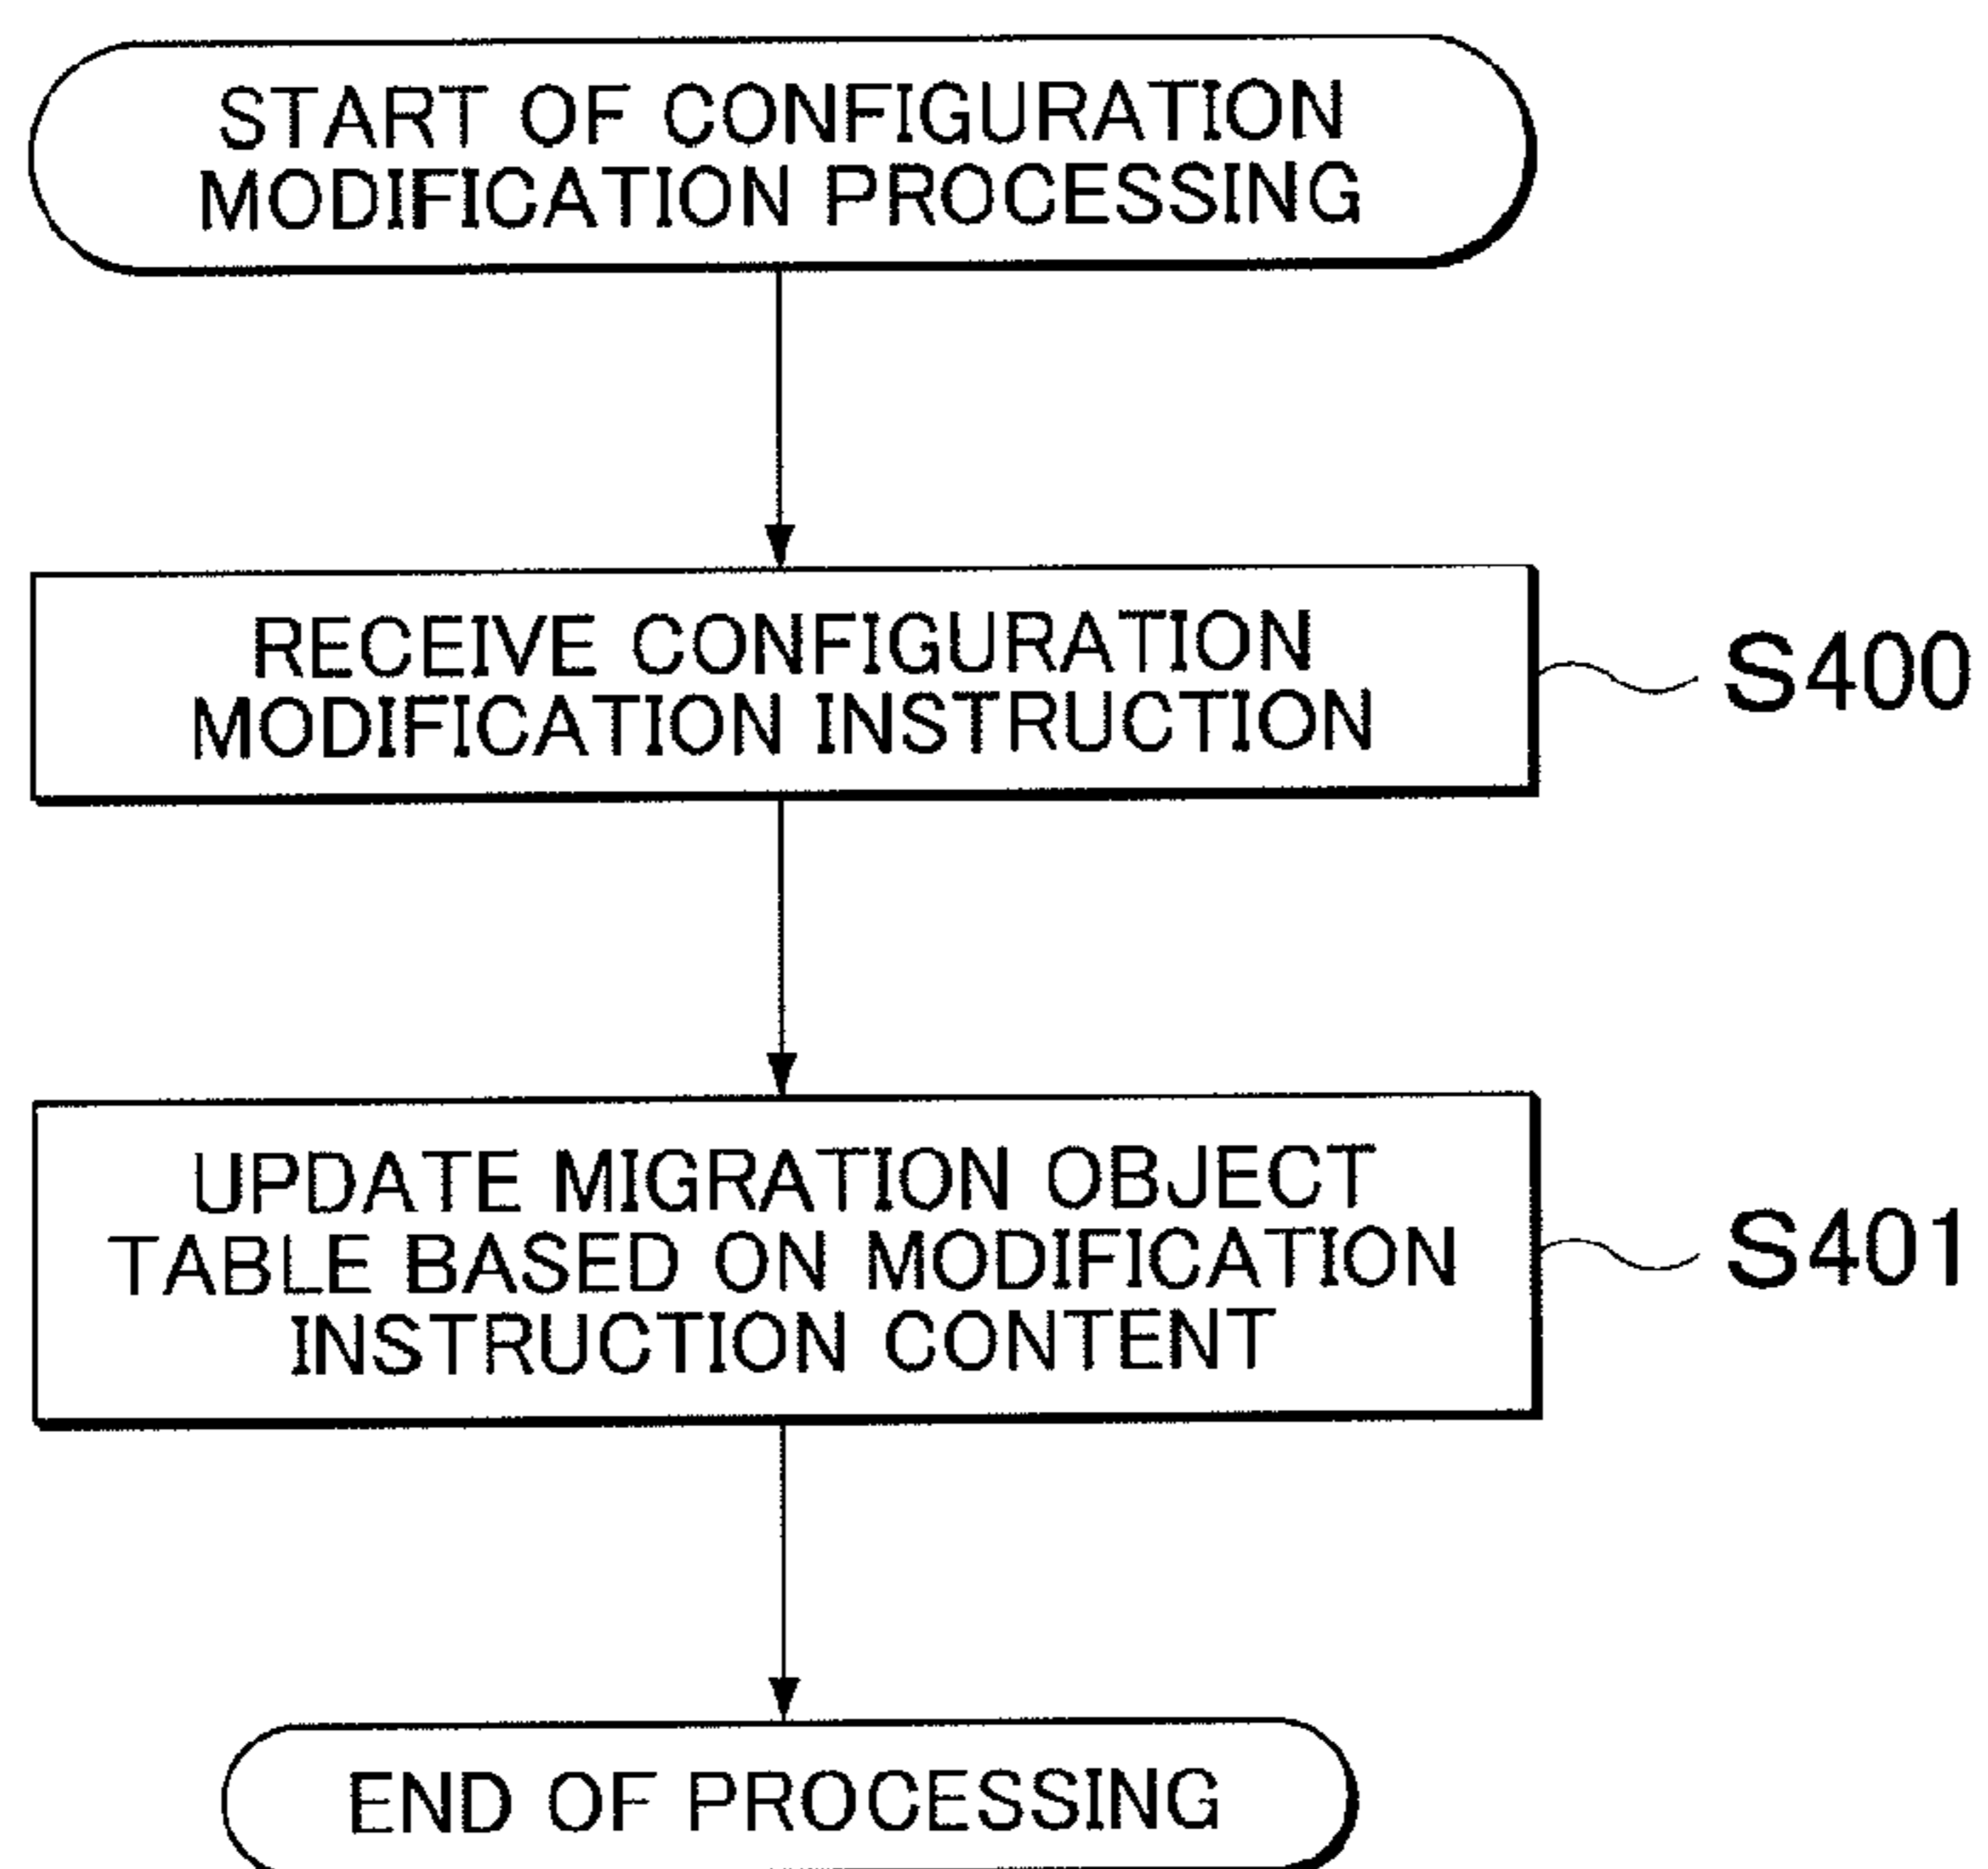 START OF CONFIGURATION
MODIFICATION PROCESSING
RECEIVE CONFIGURATION
MODIFICATION INSTRUCTION
S400
UPDATE MIGRATION OBJECT
TABLE BASED ON MODIFICATION
INSTRUCTION CONTENT
S401
END OF PROCESSING